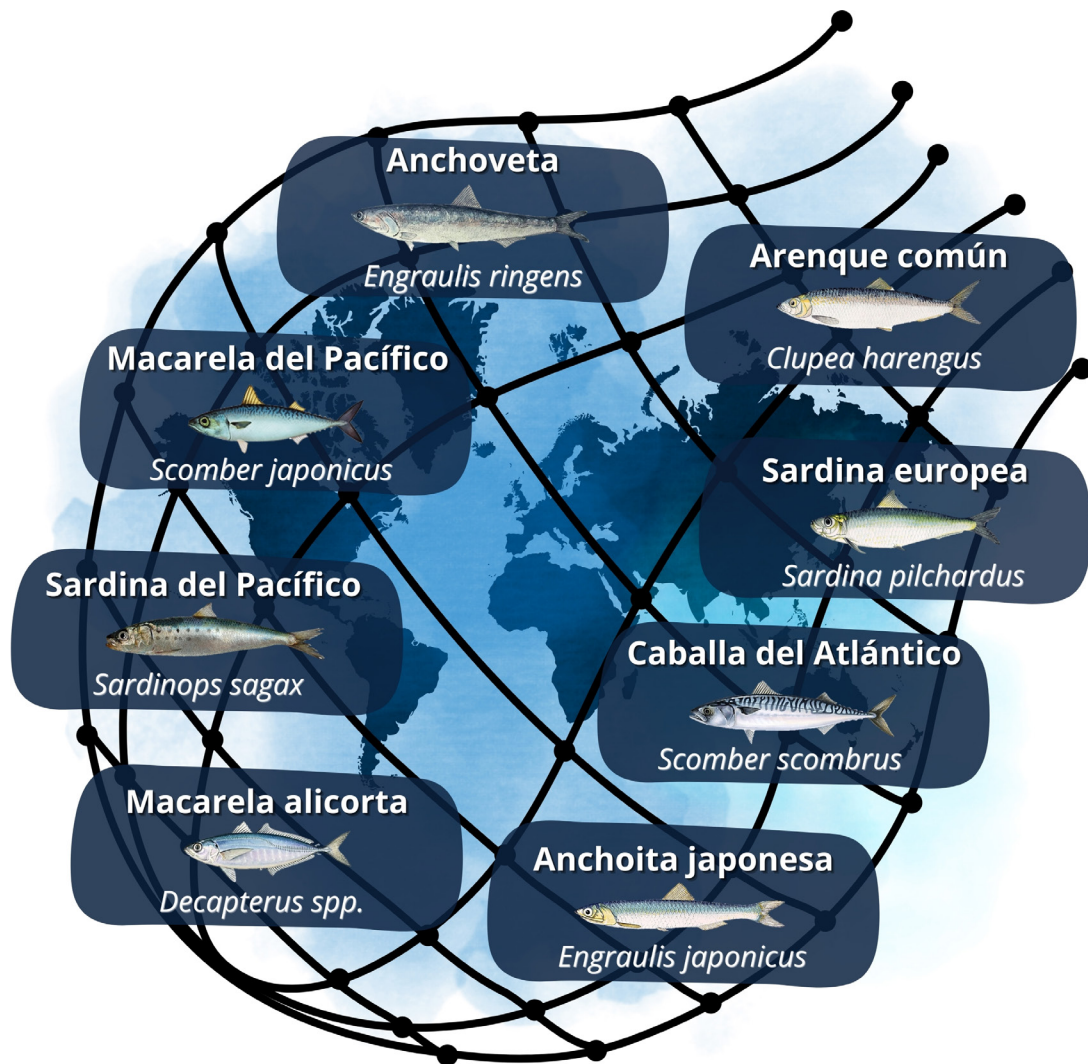 Anchoveta
Engraulis ringens
Arenque común
Clupea harengus
Macarela del Pacífico
Scomber japonicus
Sardina europea
Sardina pilchardus
Sardina del Pacífico
Sardinops sagax
Caballa del Atlántico
Scomber scombrus
Macarela alicorta
Decapterus spp.
Anchoita japonesa
Engraulis japonicus